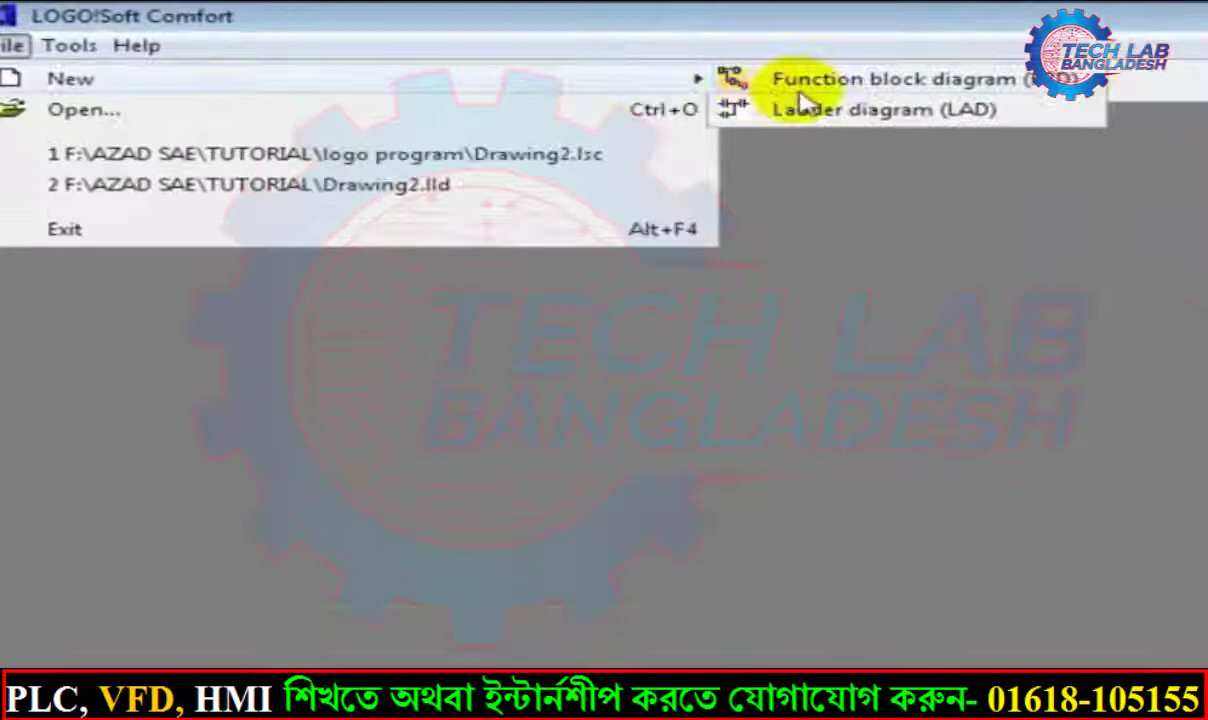 LOGO!Soft Comfort
ile Tools Help
New
Function block diagram
Open... Ctrl+O
Ladder diagram (LAD)
1 F:\AZAD SAE\TUTORIAL\logo program\Drawing2.lsc
2 F:\AZAD SAE\TUTORIAL\Drawing2.lld
Exit Alt+F4
TECH LAB
BANGLADESH
TECH LAB
BANGLADESH
PLC, VFD, HMI শিখতে অথবা ইন্টার্নশীপ করতে যোগাযোগ করুন- 01618-105155